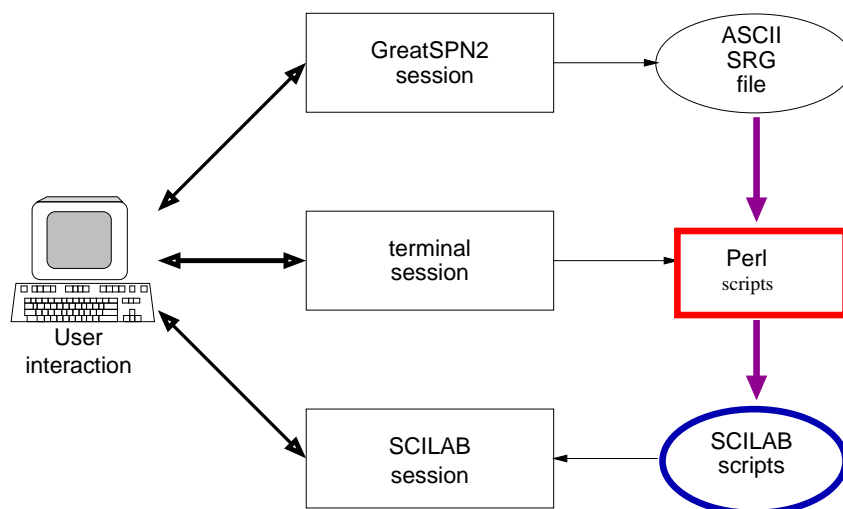 GreatSPN2
session
ASCII
SRG
file
terminal
session
Perl
scripts
User
interaction
SCILAB
session
SCILAB
scripts